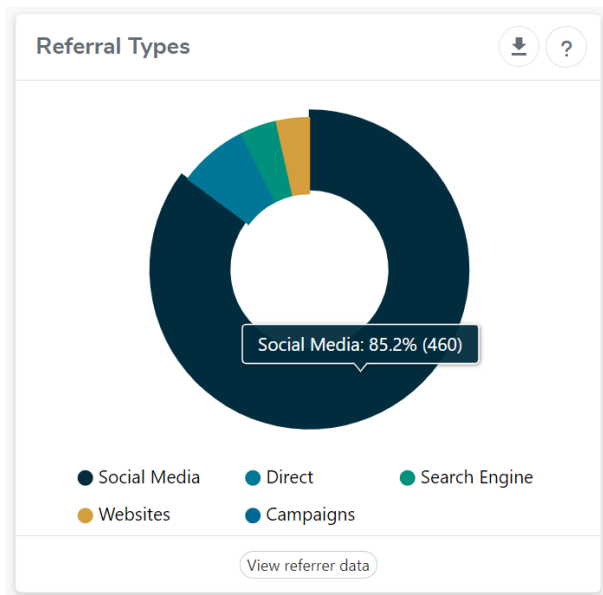 Referral Types
?
Social Media: 85.2% (460)
Social Media
Direct
Search Engine
Websites
Campaigns
View referrer data